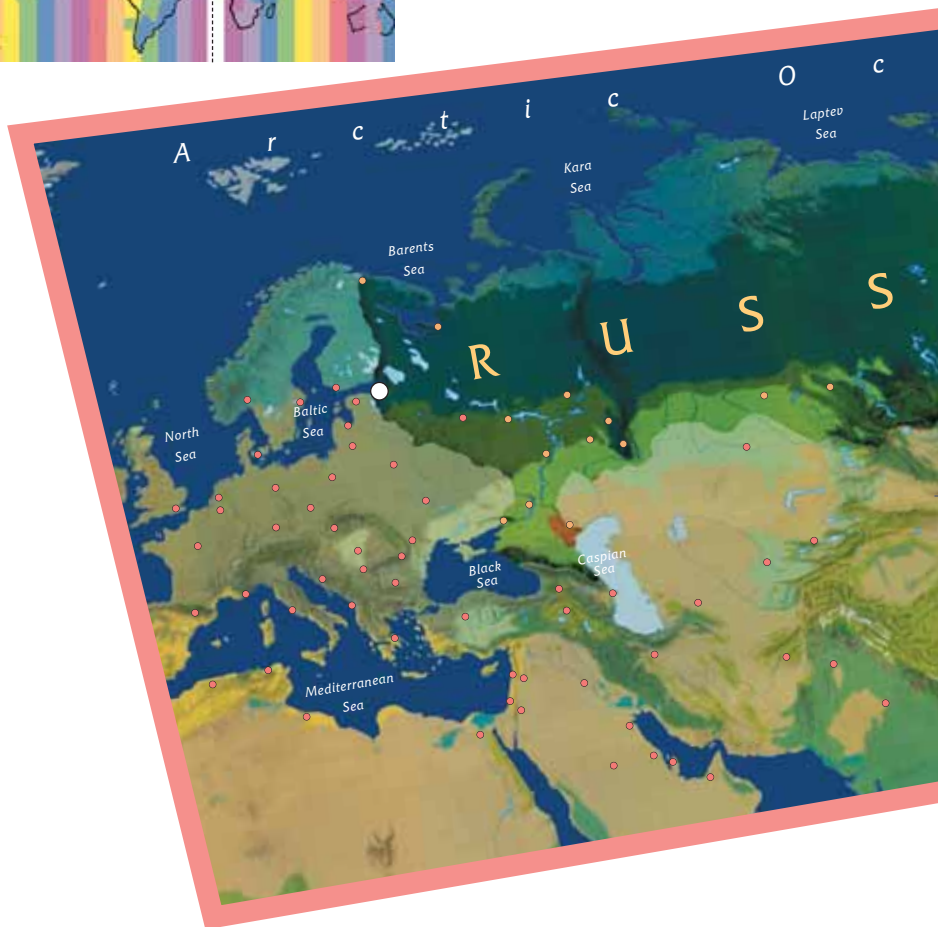 A r c t i c O c
Laptev
Sea
Kara
Sea
Barents
Sea
R U S S
North
Sea
Baltic
Sea
Black
Sea
Caspian
Sea
Mediterranean
Sea